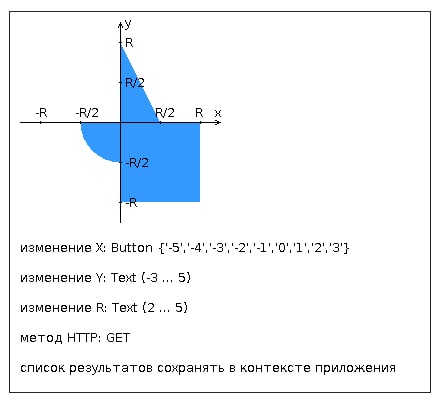 y
R
R/2
-R
-R/2
R/2
R
x
-R/2
-R
изменение X: Button {'-5','-4','-3','-2','-1','0','1','2','3'}
изменение Y: Text (-3 ... 5)
изменение R: Text (2 ... 5)
метод HTTP: GET
список результатов сохранять в контексте приложения